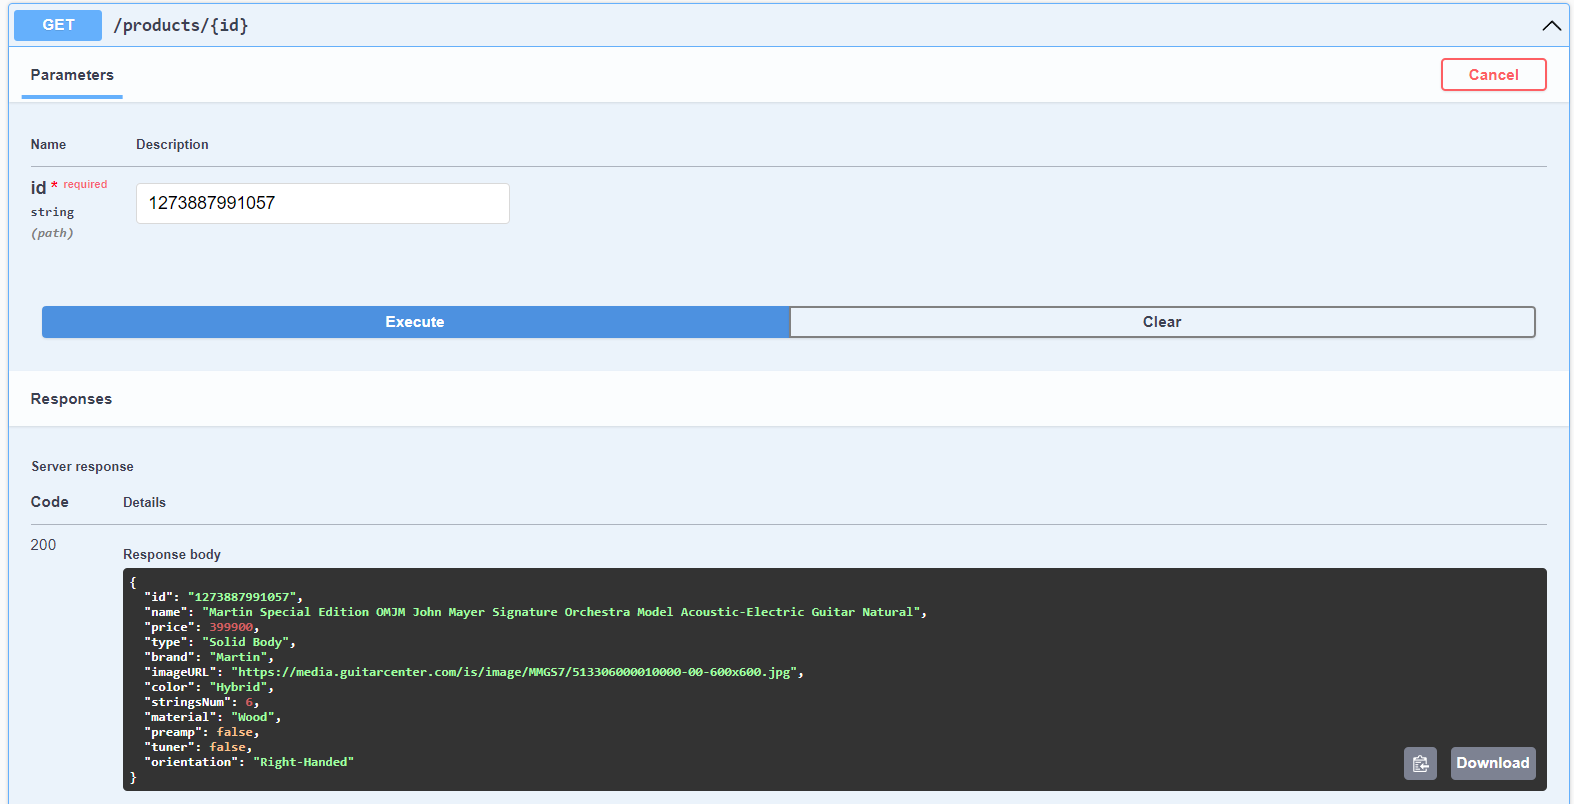 GET /products/{id}
Parameters Cancel
Name Description
id * required
string
(path)
1273887991057
Execute Clear
Responses
Server response
Code Details
200
Response body
{
  "id": "1273887991057",
  "name": "Martin Special Edition OMJM John Mayer Signature Orchestra Model Acoustic-Electric Guitar Natural",
  "price": 399900,
  "type": "Solid Body",
  "brand": "Martin",
  "imageURL": "https://media.guitarcenter.com/is/image/MMGS7/513306000010000-00-600x600.jpg",
  "color": "Hybrid",
  "stringsNum": 6,
  "material": "Wood",
  "preamp": false,
  "tuner": false,
  "orientation": "Right-Handed"
}
Download